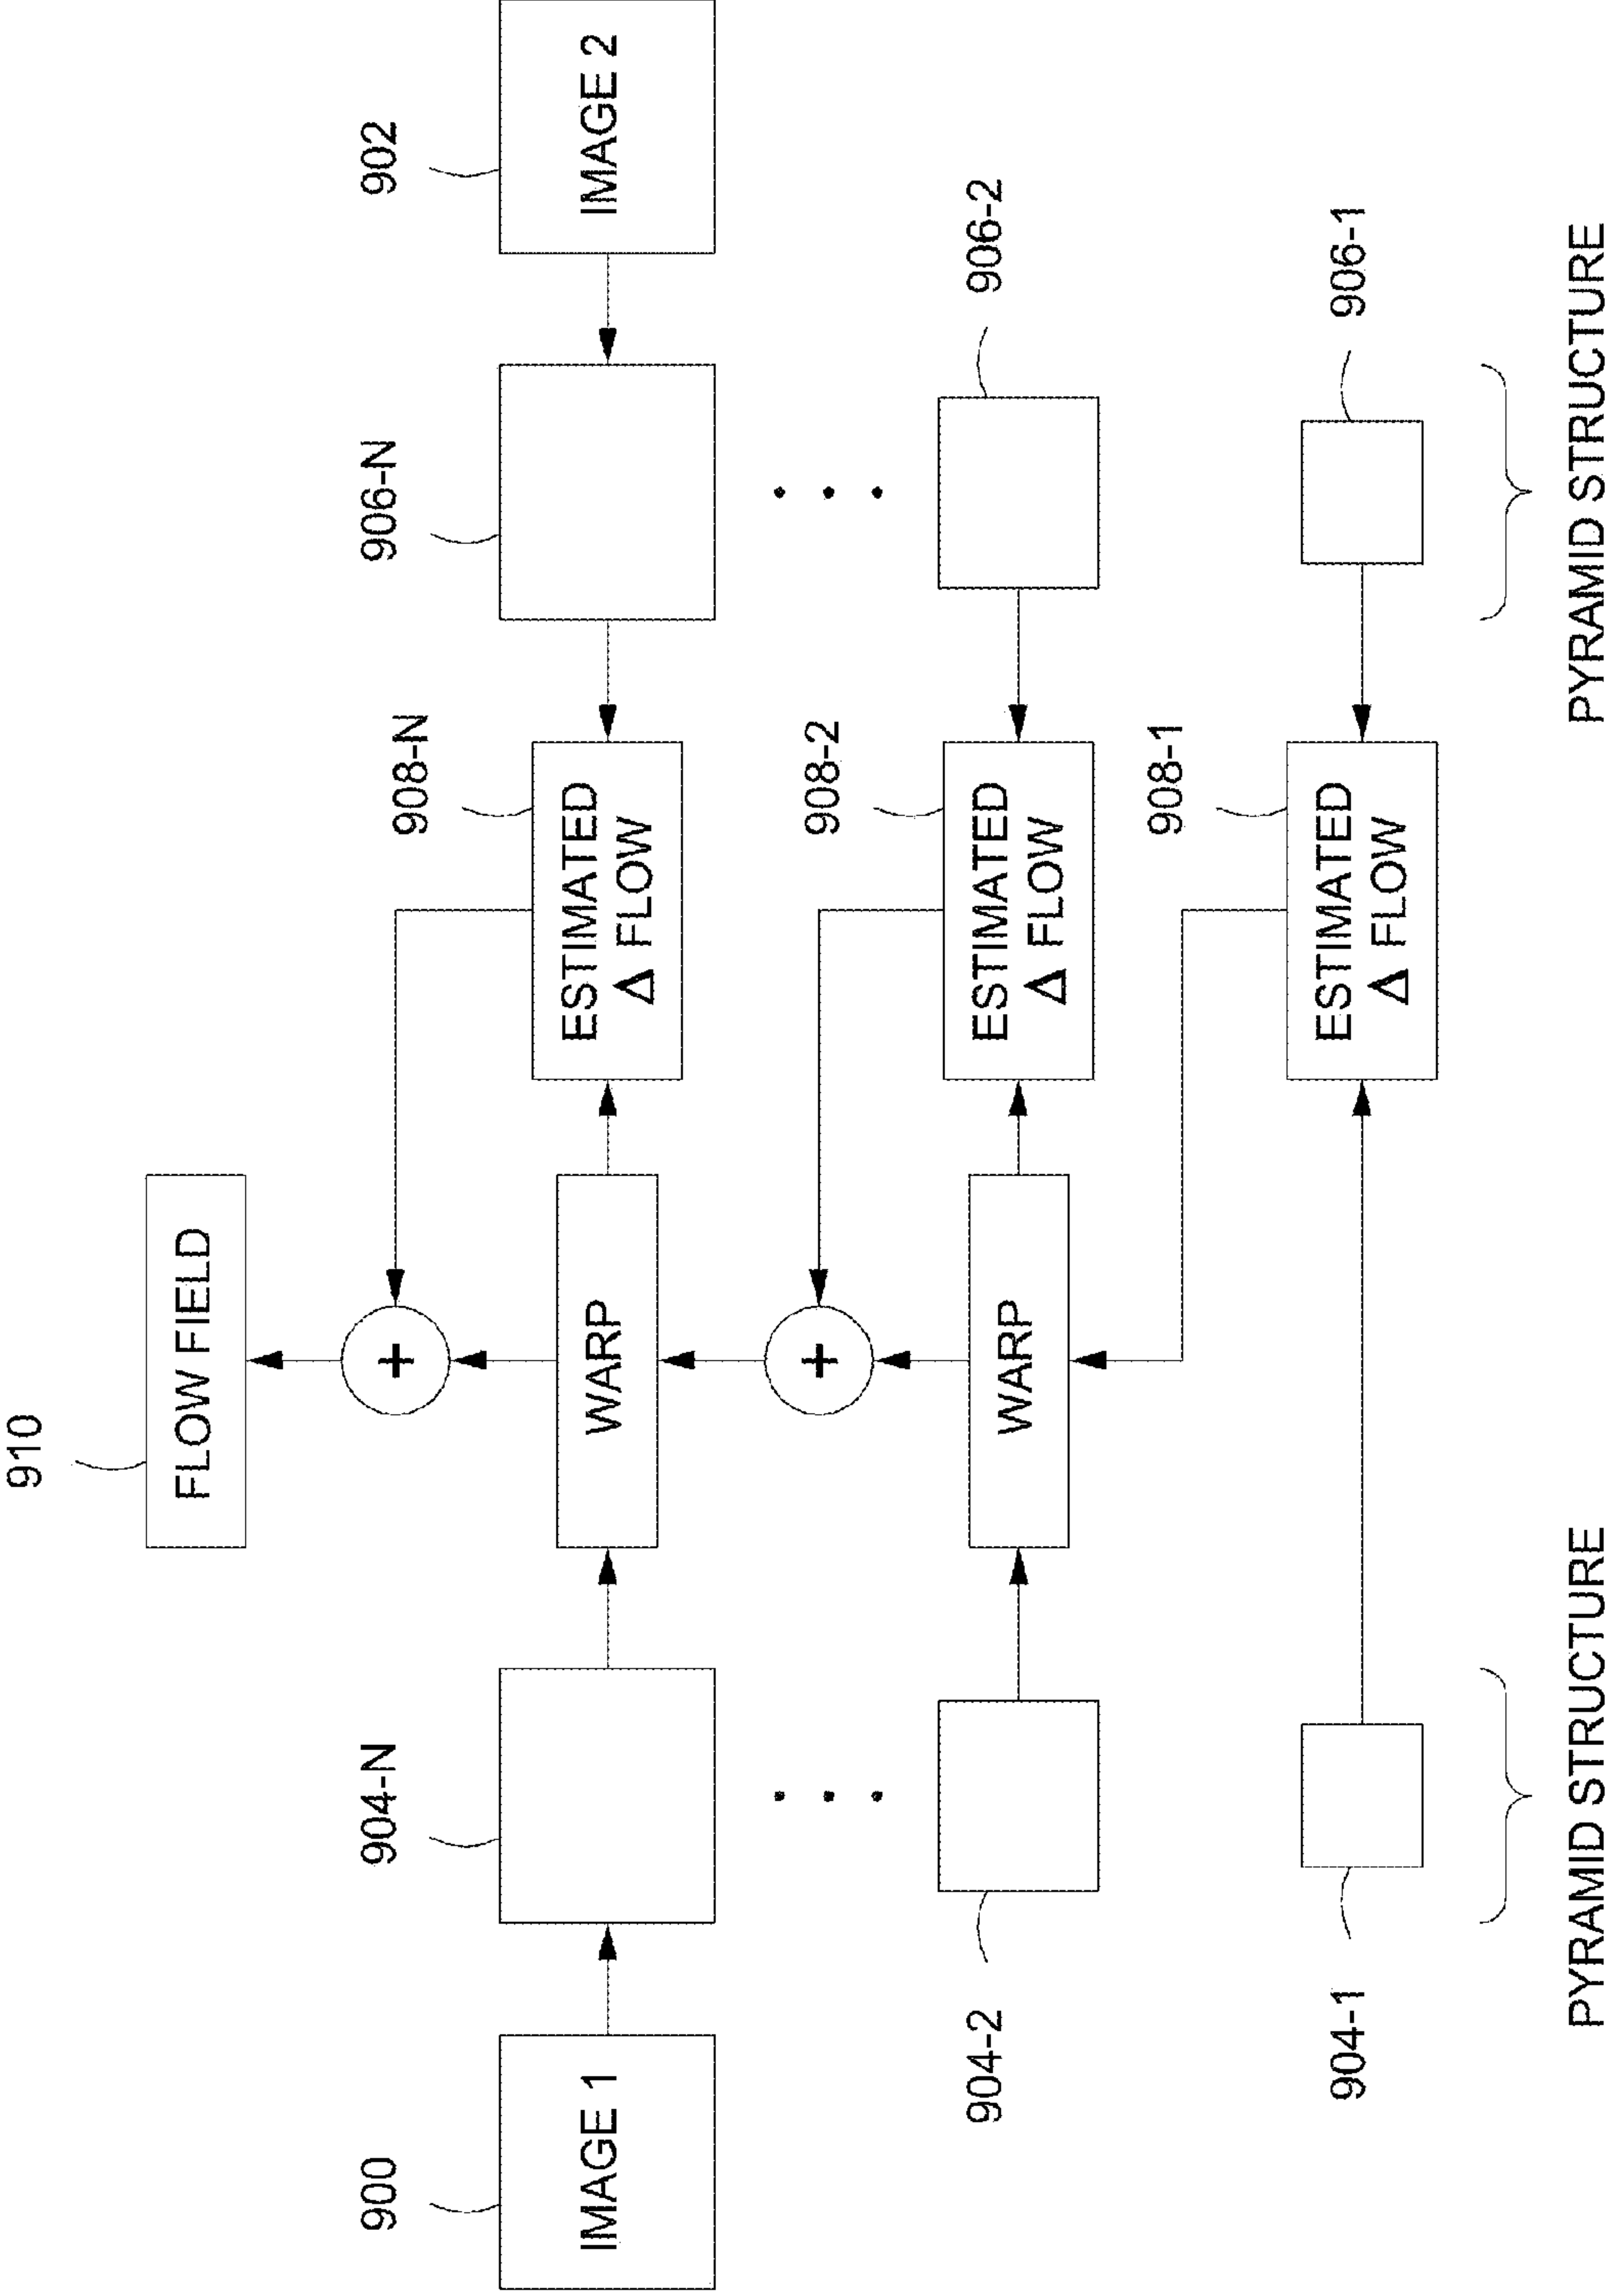 910
FLOW FIELD
900
904-N
908-N
906-N
902
+
IMAGE 1
WARP
ESTIMATED
Δ FLOW
IMAGE 2
+
908-2
904-2
WARP
ESTIMATED
Δ FLOW
906-2
908-1
904-1
ESTIMATED
Δ FLOW
906-1
PYRAMID STRUCTURE
PYRAMID STRUCTURE